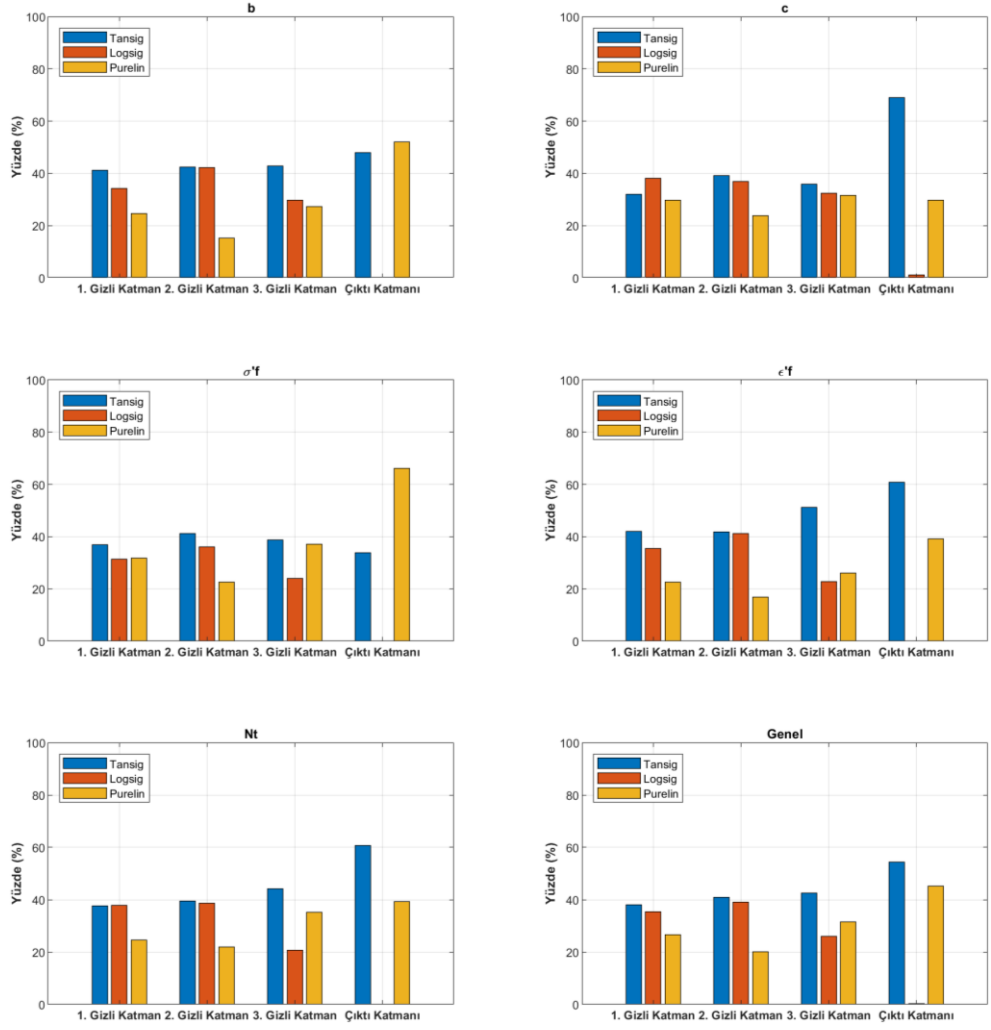 b
100
80
60
40
20
0
Yüzde (%)
Tansig
Logsig
Purelin
1. Gizli Katman 2. Gizli Katman 3. Gizli Katman Çıktı Katmanı
c
100
80
60
40
20
0
Yüzde (%)
Tansig
Logsig
Purelin
1. Gizli Katman 2. Gizli Katman 3. Gizli Katman Çıktı Katmanı
σ'f
100
80
60
40
20
0
Yüzde (%)
Tansig
Logsig
Purelin
1. Gizli Katman 2. Gizli Katman 3. Gizli Katman Çıktı Katmanı
ϵ'f
100
80
60
40
20
0
Yüzde (%)
Tansig
Logsig
Purelin
1. Gizli Katman 2. Gizli Katman 3. Gizli Katman Çıktı Katmanı
Nt
100
80
60
40
20
0
Yüzde (%)
Tansig
Logsig
Purelin
1. Gizli Katman 2. Gizli Katman 3. Gizli Katman Çıktı Katmanı
Genel
100
80
60
40
20
0
Yüzde (%)
Tansig
Logsig
Purelin
1. Gizli Katman 2. Gizli Katman 3. Gizli Katman Çıktı Katmanı